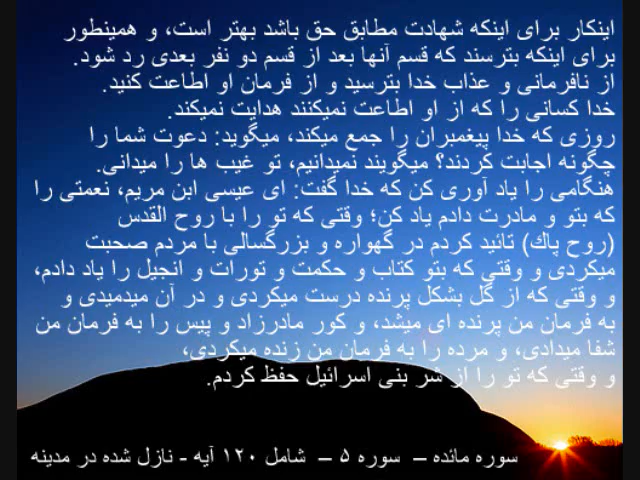 اینکار برای اینکه شهادت مطابق حق باشد بهتر است، و همینطور
برای اینکه بترسند که قسم آنها بعد از قسم دو نفر بعدی رد شود.
از نافرمانی و عذاب خدا بترسید و از فرمان او اطاعت کنید.
خدا کسانی را که از او اطاعت نمیکنند هدایت نمیکند.
روزی که خدا پیغمبران را جمع میکند، میگوید: دعوت شما را
چگونه اجابت کردند؟ میگویند نمیدانیم، تو غیب ها را میدانی.
هنگامی را یاد آوری کن که خدا گفت: ای عیسی ابن مریم، نعمتی را
که بتو و مادرت دادم یاد کن؛ وقتی که تو را با روح القدس
(روح پاك) تائید کردم در گهواره و بزرگسالی با مردم صحبت
میکردی و وقتی که بتو کتاب و حکمت و تورات و انجیل را یاد دادم،
و وقتی که از گل بشکل پرنده درست میکردی و در آن میدمیدی و
به فرمان من پرنده ای میشد، و کور مادرزاد و پیس را به فرمان من
شفا میدادی، و مرده را به فرمان من زنده میکردی،
و وقتی که تو را از شر بنی اسرائیل حفظ کردم.
سوره مائده – سوره ۵ – شامل ۱۲۰ آیه - نازل شده در مدینه